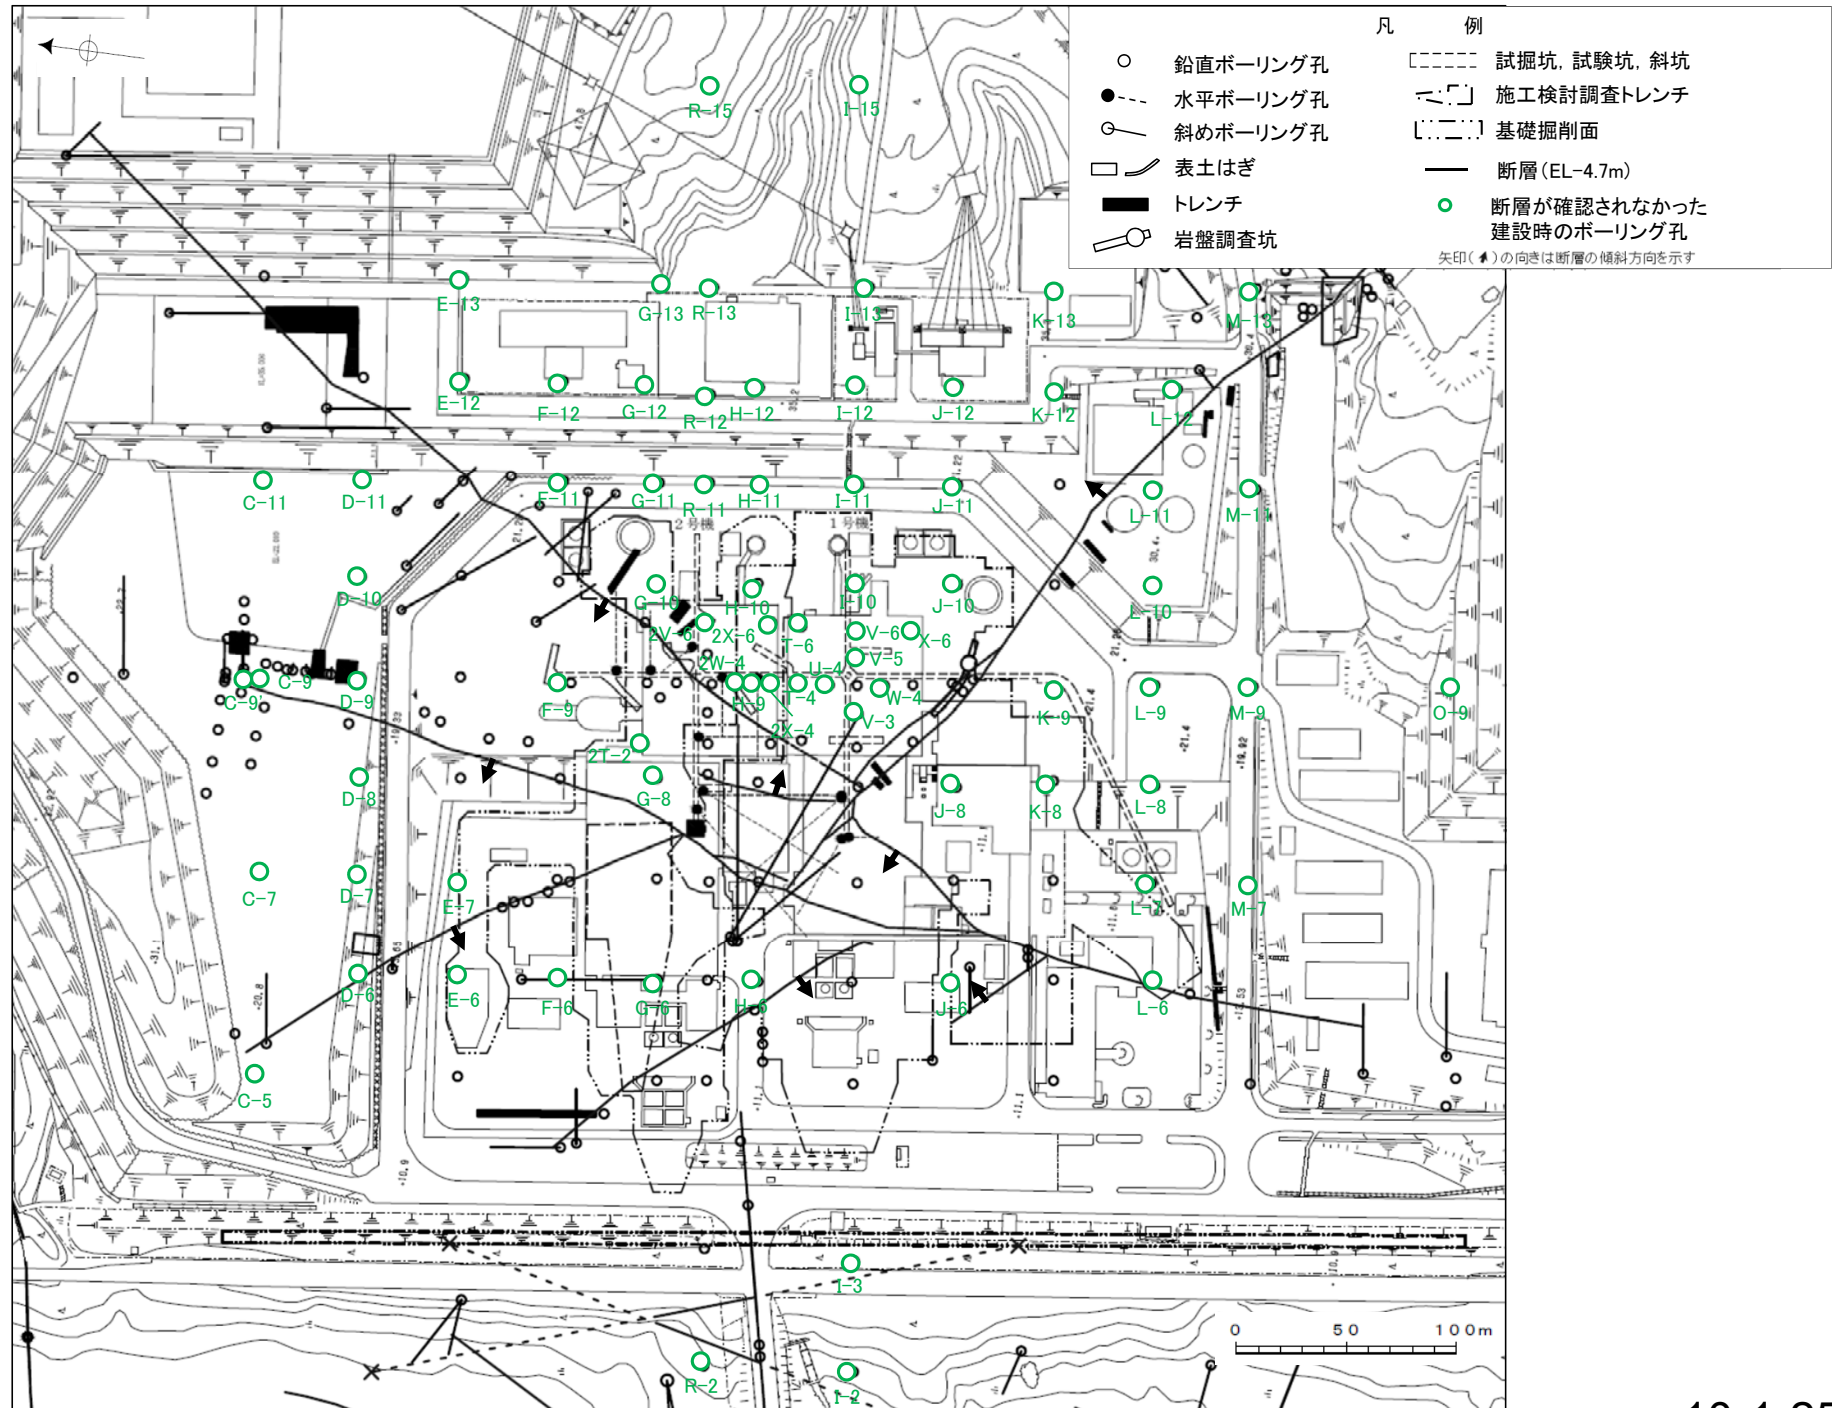 凡 例
鉛直ボーリング孔
水平ボーリング孔
斜めボーリング孔
表土はぎ
トレンチ
岩盤調査坑
試掘坑, 試験坑, 斜坑
施工検討調査トレンチ
基礎掘削面
断層(EL-4.7m)
断層が確認されなかった
建設時のボーリング孔
矢印( )の向きは断層の傾斜方向を示す
R-15 I-15
E-13 G-13 R-13 I-13 K-13 M-13
E-12 F-12 G-12 R-12 H-12 I-12 J-12 K-12 L-12
C-11 D-11 F-11 G-11 R-11 H-11 I-11 J-11 L-11 M-11
2号機 1号機
D-10 G-10 H-10 I-10 J-10 L-10
2V-6 2X-6 T-6 V-6 X-6
2W-4 U-4 V-5
C-9' C-9 D-9 F-9 H-9 T-4 W-4 K-9 L-9 M-9 O-9
2X-4 V-3
2T-2
D-8 G-8 J-8 K-8 L-8
C-7 D-7 E-7 L-7 M-7
D-6 E-6 F-6 G-6 H-6 J-6 L-6
C-5
I-3
R-2 I-2
0 50 100m